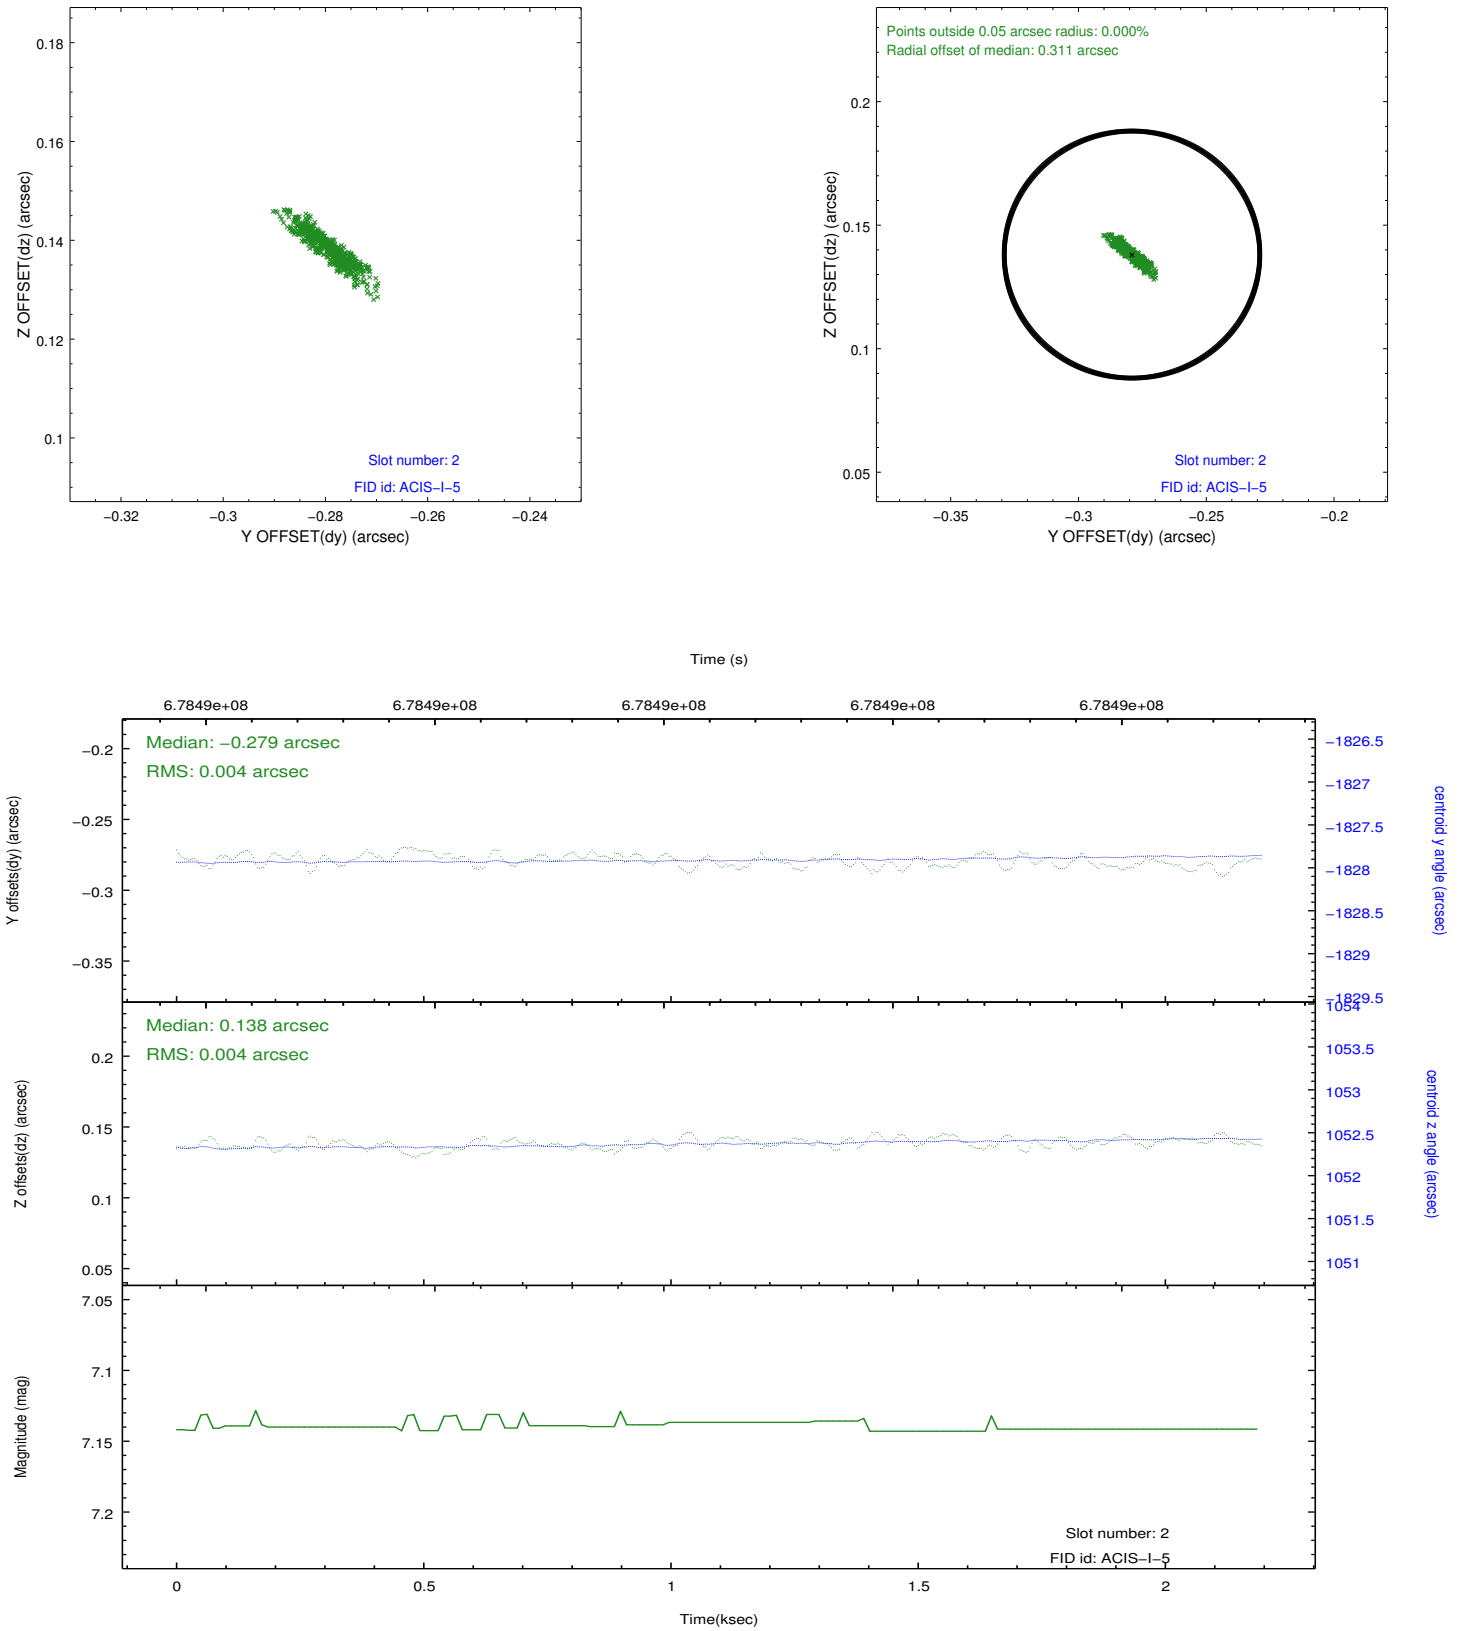 0.18
0.16
0.14
0.12
0.1
Z OFFSET(dz) (arcsec)
Slot number: 2
FID id: ACIS−I−5
−0.32 −0.3 −0.28 −0.26 −0.24
Y OFFSET(dy) (arcsec)
Points outside 0.05 arcsec radius: 0.000%
Radial offset of median: 0.311 arcsec
0.2
0.15
0.1
0.05
Z OFFSET(dz) (arcsec)
Slot number: 2
FID id: ACIS−I−5
−0.35 −0.3 −0.25 −0.2
Y OFFSET(dy) (arcsec)
Time (s)
6.7849e+08 6.7849e+08 6.7849e+08 6.7849e+08 6.7849e+08
Median: −0.279 arcsec
RMS: 0.004 arcsec
−0.2
−0.25
−0.3
−0.35
Y offsets(dy) (arcsec)
−1826.5
−1827
−1827.5
−1828
−1828.5
−1829
−1829.5
centroid y angle (arcsec)
Median: 0.138 arcsec
RMS: 0.004 arcsec
0.2
0.15
0.1
0.05
Z offsets(dz) (arcsec)
1054
1053.5
1053
1052.5
1052
1051.5
1051
centroid z angle (arcsec)
7.05
7.1
7.15
7.2
Magnitude (mag)
Slot number: 2
FID id: ACIS−I−5
0 0.5 1 1.5 2
Time(ksec)